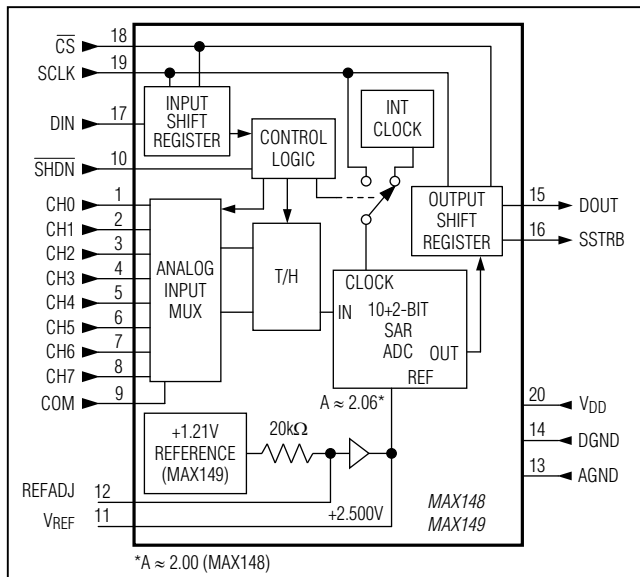 CS 18
SCLK 19
DIN 17
SHDN 10
CH0 1
CH1 2
CH2 3
CH3 4
CH4 5
CH5 6
CH6 7
CH7 8
COM 9
REFADJ 12
VREF 11
INPUT
SHIFT
REGISTER
CONTROL
LOGIC
INT
CLOCK
OUTPUT
SHIFT
REGISTER
15 DOUT
16 SSTRB
ANALOG
INPUT
MUX
T/H
CLOCK
IN 10+2-BIT
SAR
ADC OUT
REF
A ≈ 2.06*
+1.21V
REFERENCE
(MAX149)
20kΩ
+2.500V
20 VDD
14 DGND
13 AGND
MAX148
MAX149
*A ≈ 2.00 (MAX148)